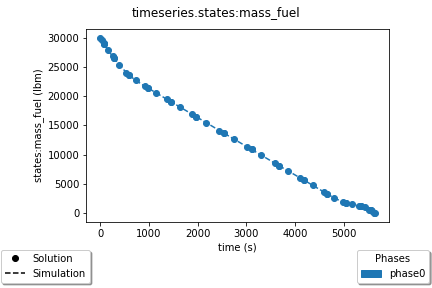 timeseries.states:mass_fuel
30000
25000
20000
15000
10000
5000
0
states:mass_fuel (lbm)
0 1000 2000 3000 4000 5000
time (s)
Solution
Simulation
Phases
phase0